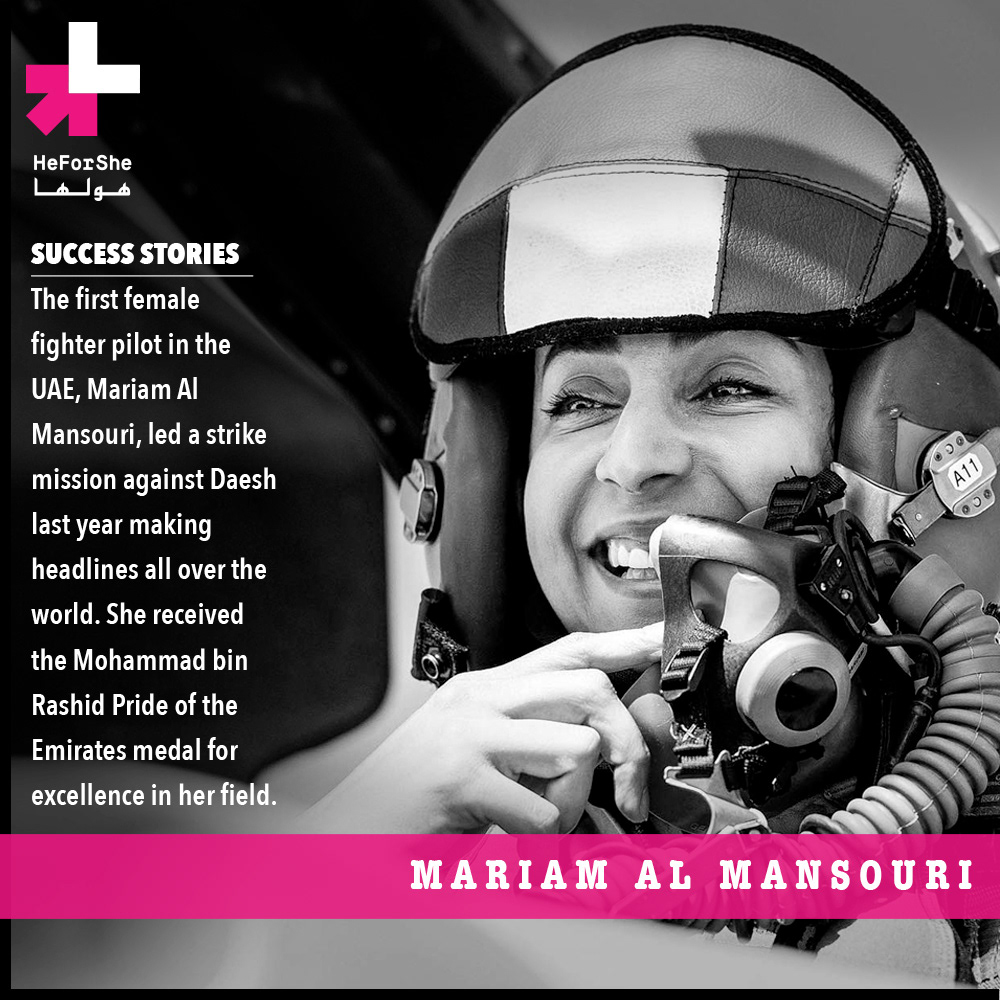 HeForShe
هولها
SUCCESS STORIES
The first female
fighter pilot in the
UAE, Mariam Al
Mansouri, led a strike
mission against Daesh
last year making
headlines all over the
world. She received
the Mohammad bin
Rashid Pride of the
Emirates medal for
excellence in her field.
A11
MARIAM AL MANSOURI